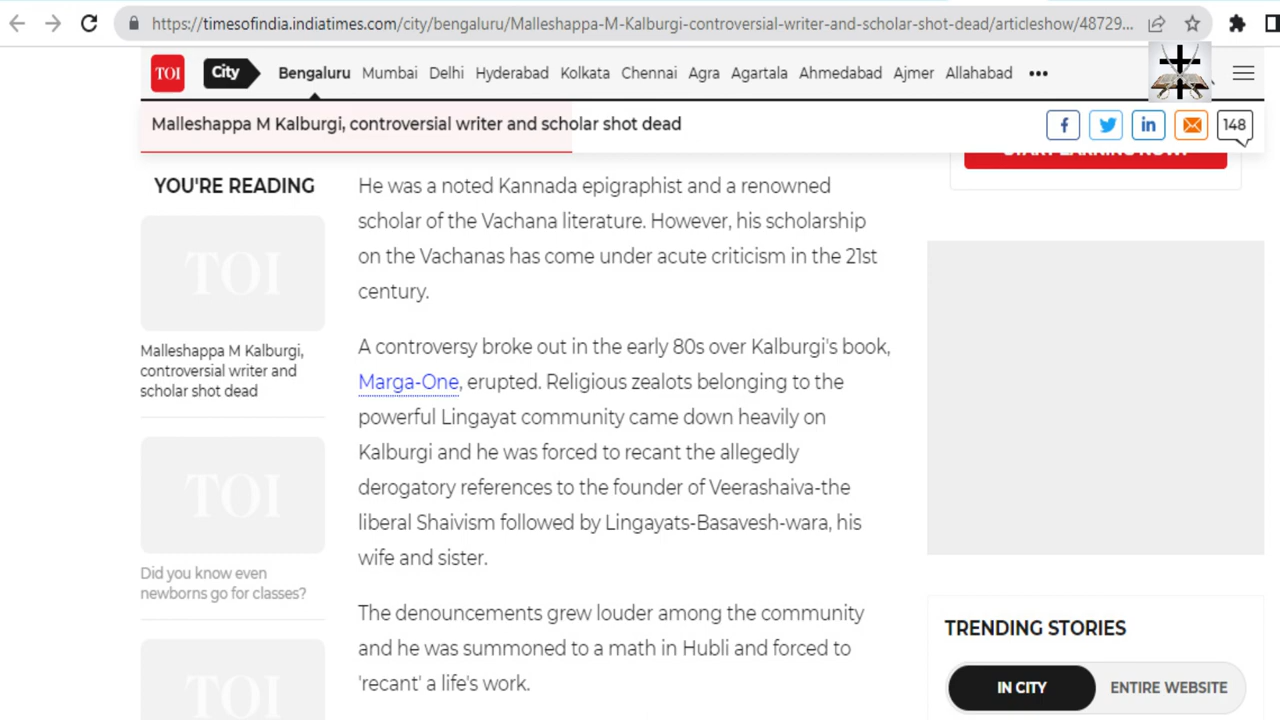 https://timesofindia.indiatimes.com/city/bengaluru/Malleshappa-M-Kalburgi-controversial-writer-and-scholar-shot-dead/articleshow/48729...
TOI City Bengaluru Mumbai Delhi Hyderabad Kolkata Chennai Agra Agartala Ahmedabad Ajmer Allahabad •••
Malleshappa M Kalburgi, controversial writer and scholar shot dead
f in 148
YOU'RE READING
TOI
Malleshappa M Kalburgi,
controversial writer and
scholar shot dead
TOI
Did you know even
newborns go for classes?
TOI
He was a noted Kannada epigraphist and a renowned
scholar of the Vachana literature. However, his scholarship
on the Vachanas has come under acute criticism in the 21st
century.
A controversy broke out in the early 80s over Kalburgi's book,
Marga-One, erupted. Religious zealots belonging to the
powerful Lingayat community came down heavily on
Kalburgi and he was forced to recant the allegedly
derogatory references to the founder of Veerashaiva-the
liberal Shaivism followed by Lingayats-Basavesh-wara, his
wife and sister.
The denouncements grew louder among the community
and he was summoned to a math in Hubli and forced to
'recant' a life's work.
TRENDING STORIES
IN CITY ENTIRE WEBSITE